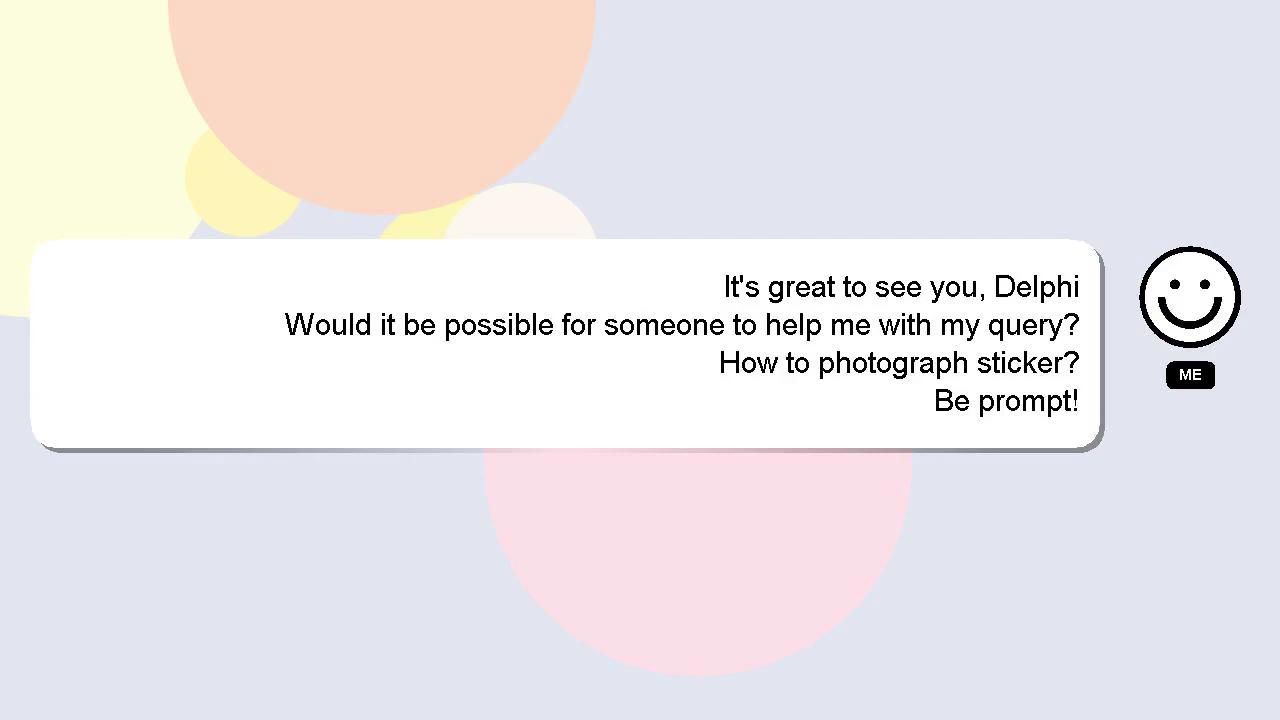 It's great to see you, Delphi
Would it be possible for someone to help me with my query?
How to photograph sticker?
Be prompt!
ME